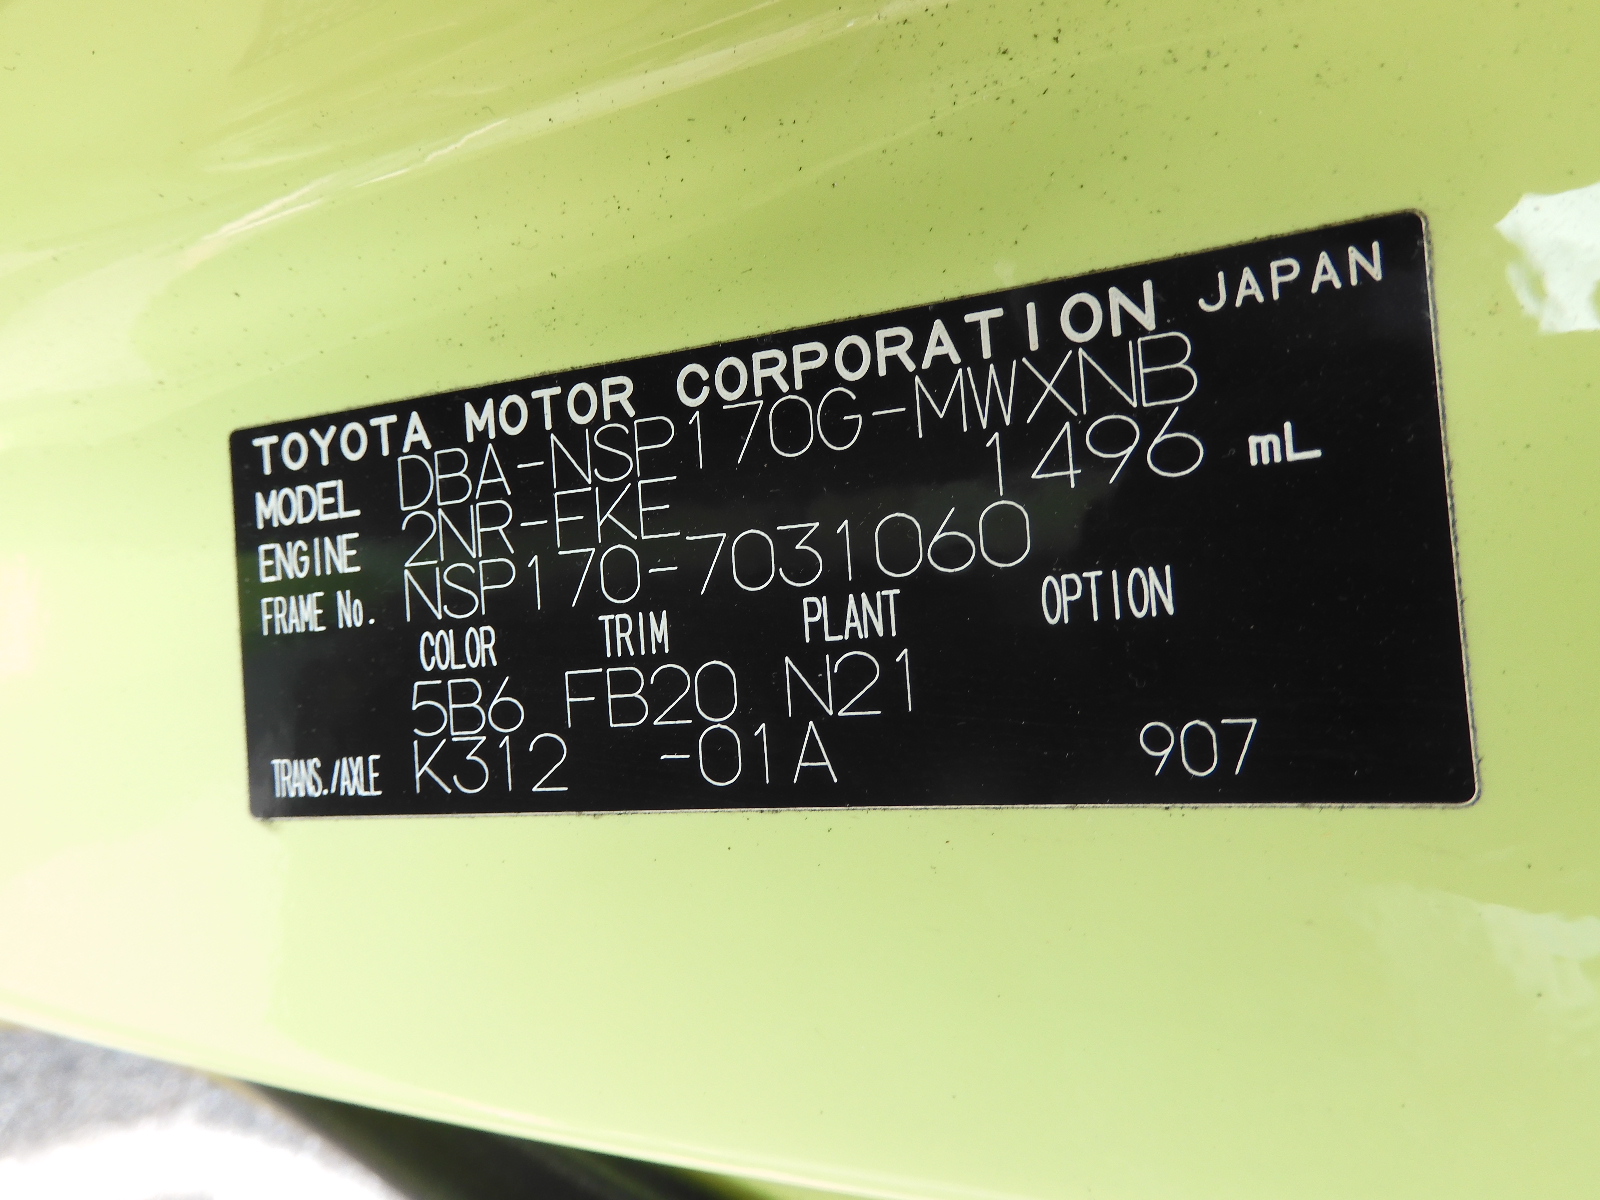 TOYOTA MOTOR CORPORATION JAPAN
MODEL DBA-NSP170G-MWXNB
ENGINE 2NR-FKE 1496 mL
FRAME No. NSP170-7031060
COLOR TRIM PLANT OPTION
5B6 FB20 N21
TRANS./AXLE K312 -01A 907